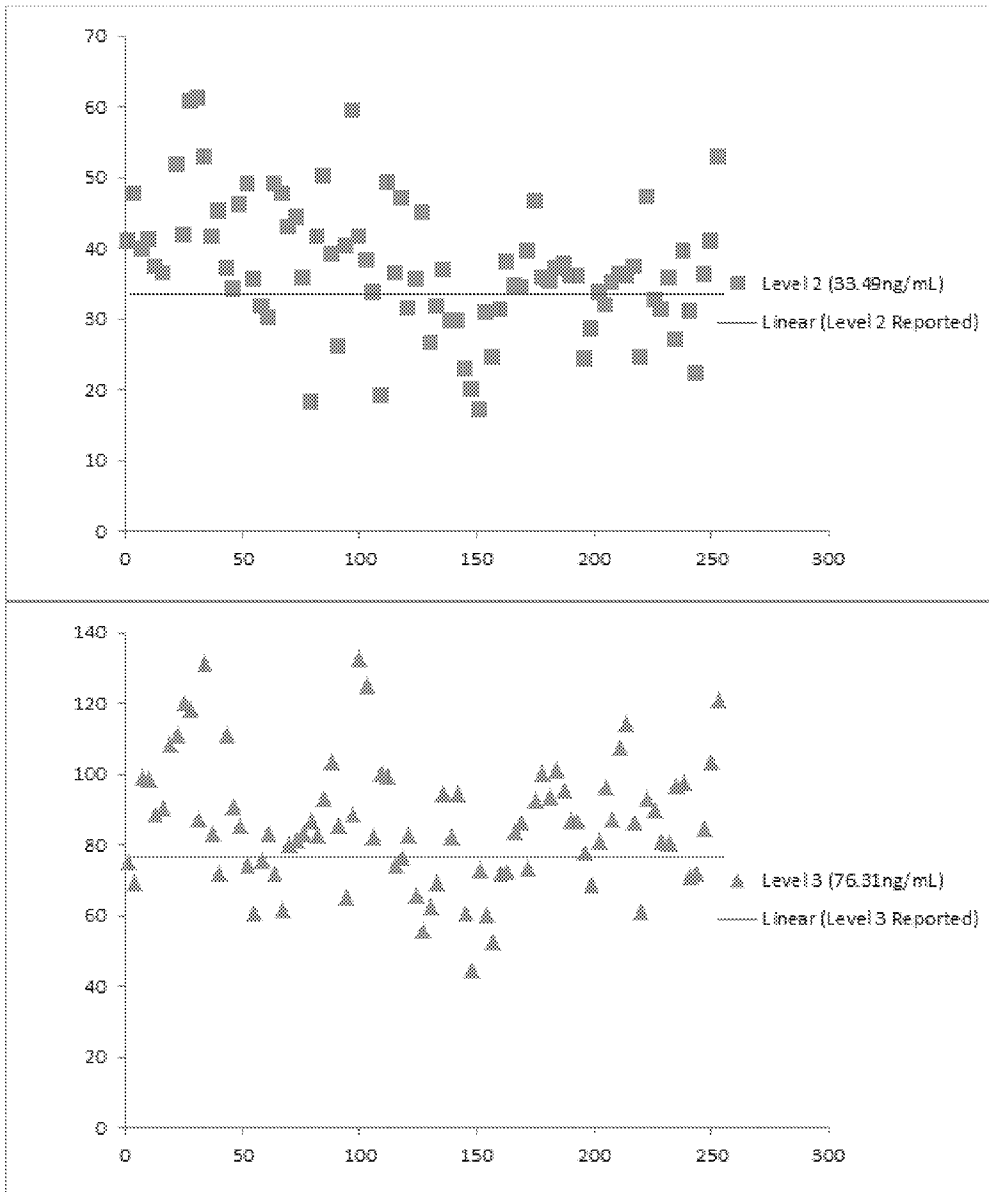 70
60
50
40
30
20
10
0
0 50 100 150 200 250 300
Level 2 (33.49ng/mL)
Linear (Level 2 Reported)
140
120
100
80
60
40
20
0
0 50 100 150 200 250 300
Level 3 (76.31ng/mL)
Linear (Level 3 Reported)